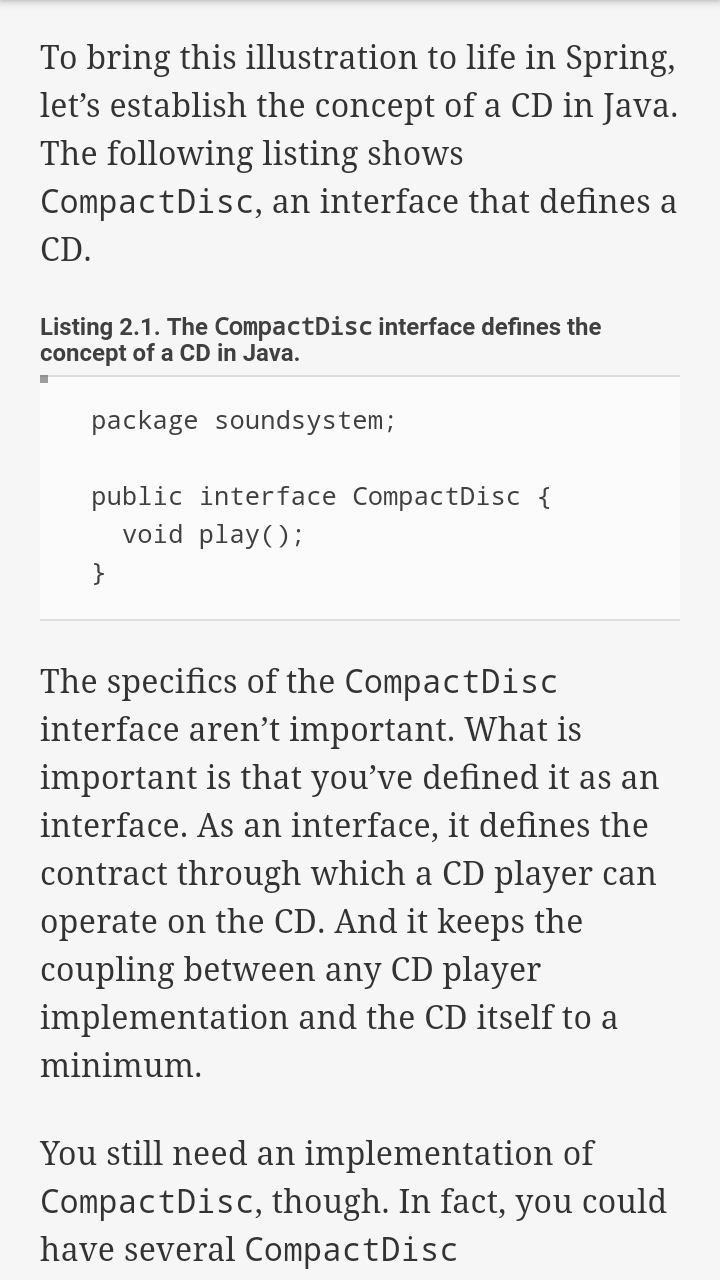 To bring this illustration to life in Spring,
let’s establish the concept of a CD in Java.
The following listing shows
CompactDisc, an interface that defines a
CD.
Listing 2.1. The CompactDisc interface defines the
concept of a CD in Java.
package soundsystem;
public interface CompactDisc {
  void play();
}
The specifics of the CompactDisc
interface aren’t important. What is
important is that you’ve defined it as an
interface. As an interface, it defines the
contract through which a CD player can
operate on the CD. And it keeps the
coupling between any CD player
implementation and the CD itself to a
minimum.
You still need an implementation of
CompactDisc, though. In fact, you could
have several CompactDisc